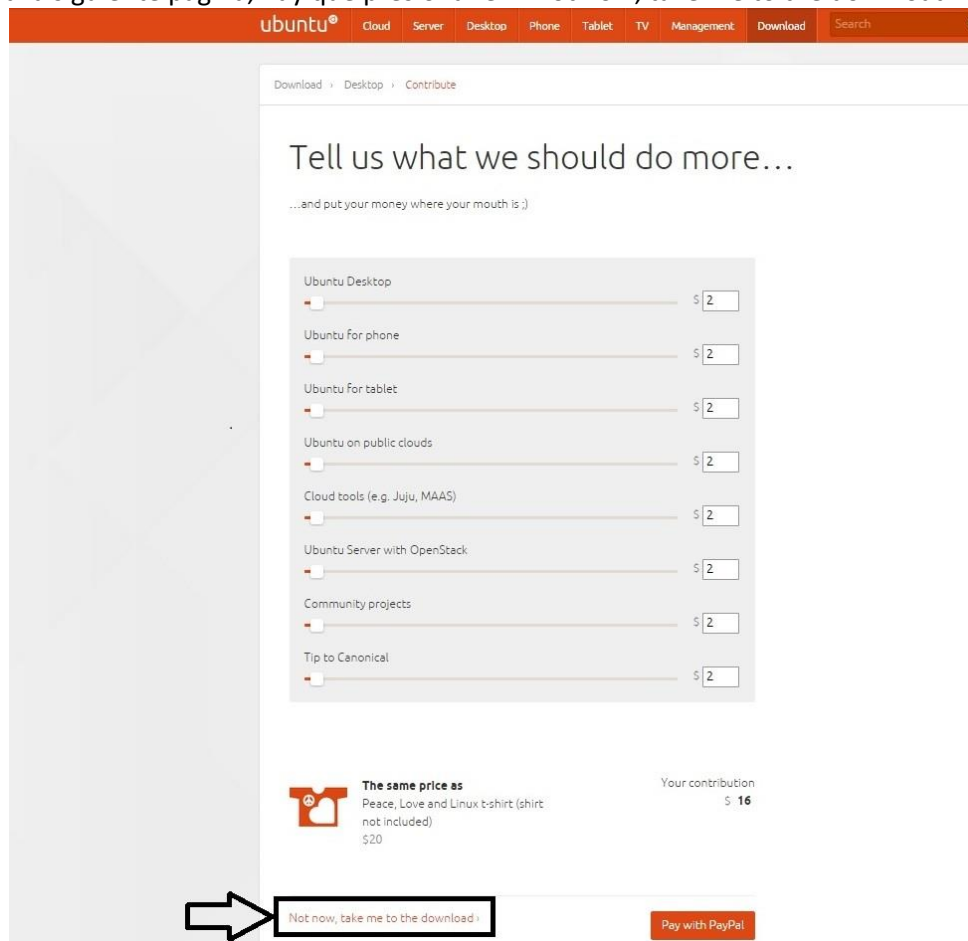 ubuntu® Cloud Server Desktop Phone Tablet TV Management Download Search
Download › Desktop › Contribute
Tell us what we should do more...
...and put your money where your mouth is ;)
Ubuntu Desktop
$ 2
Ubuntu for phone
$ 2
Ubuntu for tablet
$ 2
Ubuntu on public clouds
$ 2
Cloud tools (e.g. Juju, MAAS)
$ 2
Ubuntu Server with OpenStack
$ 2
Community projects
$ 2
Tip to Canonical
$ 2
The same price as
Peace, Love and Linux t-shirt (shirt
not included)
$20
Your contribution
$ 16
Not now, take me to the download ›
Pay with PayPal